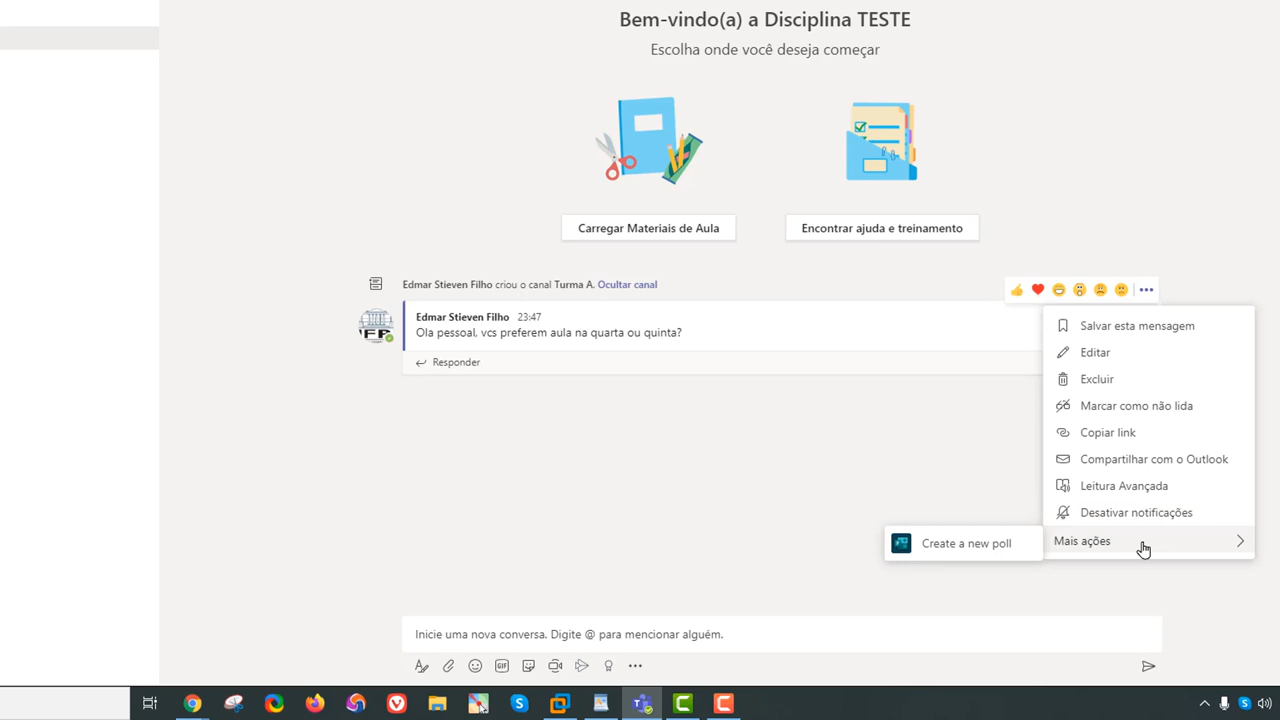 Bem-vindo(a) a Disciplina TESTE
Escolha onde você deseja começar
Carregar Materiais de Aula
Encontrar ajuda e treinamento
Edmar Stieven Filho criou o canal Turma A. Ocultar canal
Edmar Stieven Filho 23:47
Ola pessoal, vcs preferem aula na quarta ou quinta?
Responder
Salvar esta mensagem
Editar
Excluir
Marcar como não lida
Copiar link
Compartilhar com o Outlook
Leitura Avançada
Desativar notificações
Mais ações
Create a new poll
Inicie uma nova conversa. Digite @ para mencionar alguém.
GIF